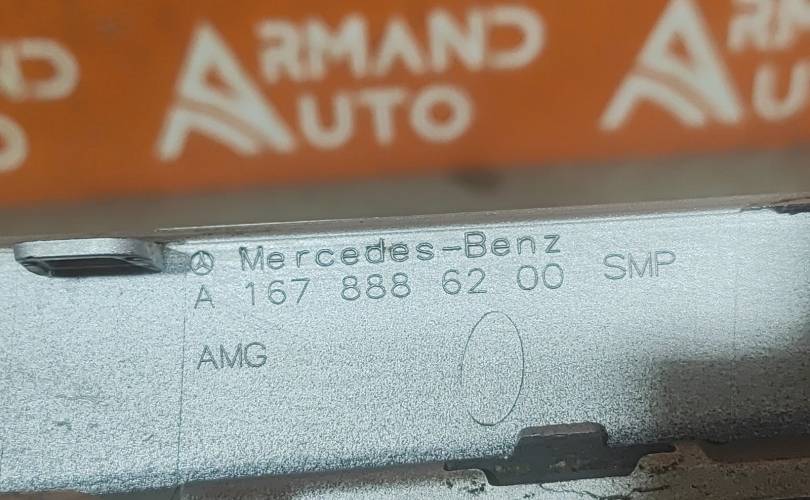 ARMAND
AUTO
Mercedes-Benz
A 167 888 62 00 SMP
AMG